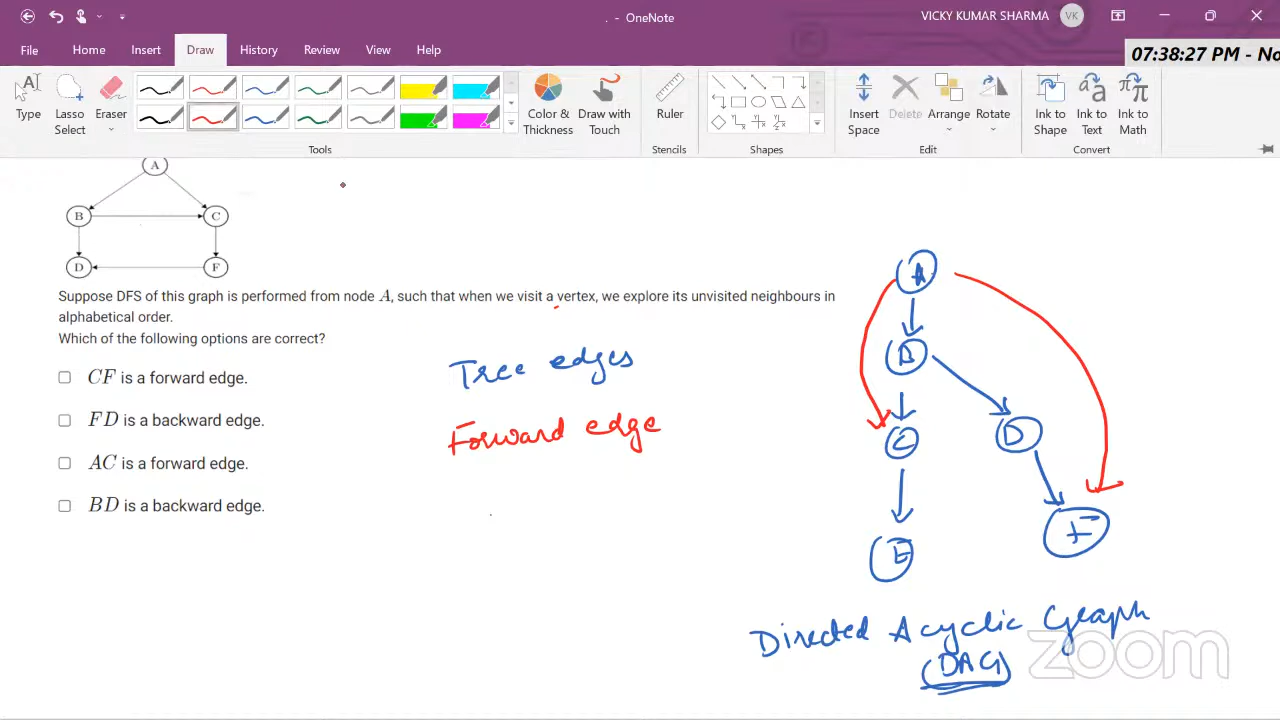 . - OneNote
VICKY KUMAR SHARMA
VK
07:38:27 PM - No
File Home Insert Draw History Review View Help
Type
Lasso Select
Eraser
Color & Thickness
Draw with Touch
Ruler
Insert Space
Delete
Arrange
Rotate
Ink to Shape
Ink to Text
Ink to Math
Tools
Stencils
Shapes
Edit
Convert
A
B
C
D
F
Suppose DFS of this graph is performed from node A, such that when we visit a vertex, we explore its unvisited neighbours in
alphabetical order.
Which of the following options are correct?
CF is a forward edge.
FD is a backward edge.
AC is a forward edge.
BD is a backward edge.
Tree edges
Forward edge
A
B
C
D
E
F
Directed Acyclic Graph
(DAG)
zoom